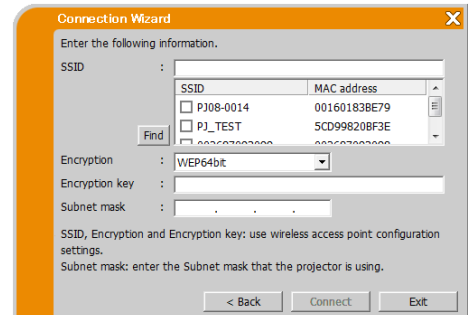 Connection Wizard
Enter the following information.
SSID :
SSID MAC address
PJ08-0014 00160183BE79
PJ_TEST 5CD99820BF3E
Find
Encryption : WEP64bit
Encryption key :
Subnet mask : . . .
SSID, Encryption and Encryption key: use wireless access point configuration
settings.
Subnet mask: enter the Subnet mask that the projector is using.
< Back Connect Exit